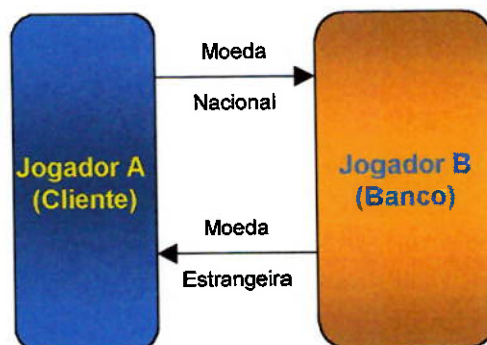 Moeda
Nacional
Jogador A
(Cliente)
Jogador B
(Banco)
Moeda
Estrangeira